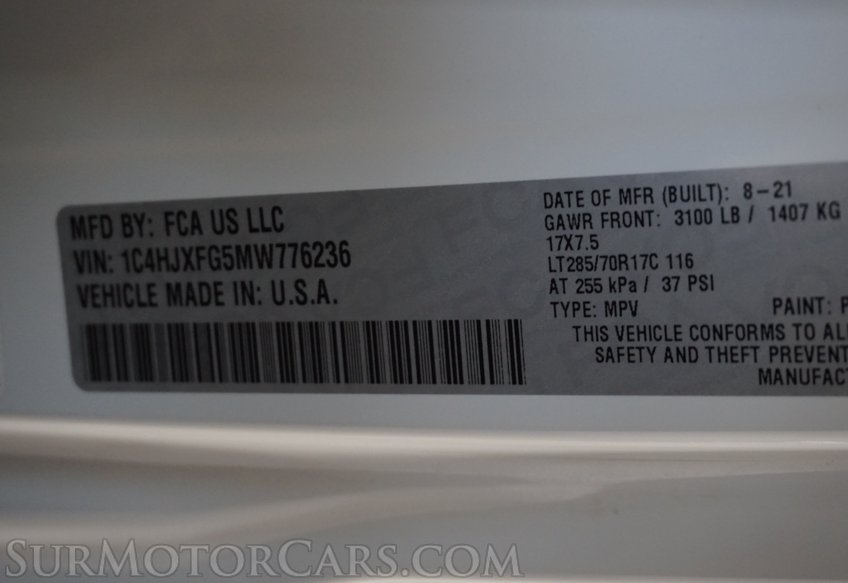 MFD BY: FCA US LLC
VIN: 1C4HJXFG5MW776236
VEHICLE MADE IN: U.S.A.
DATE OF MFR (BUILT): 8-21
GAWR FRONT: 3100 LB / 1407 KG
17X7.5
LT285/70R17C 116
AT 255 kPa / 37 PSI
TYPE: MPV PAINT: P
THIS VEHICLE CONFORMS TO AL
SAFETY AND THEFT PREVENT
MANUFACT
SURMOTORCARS.COM